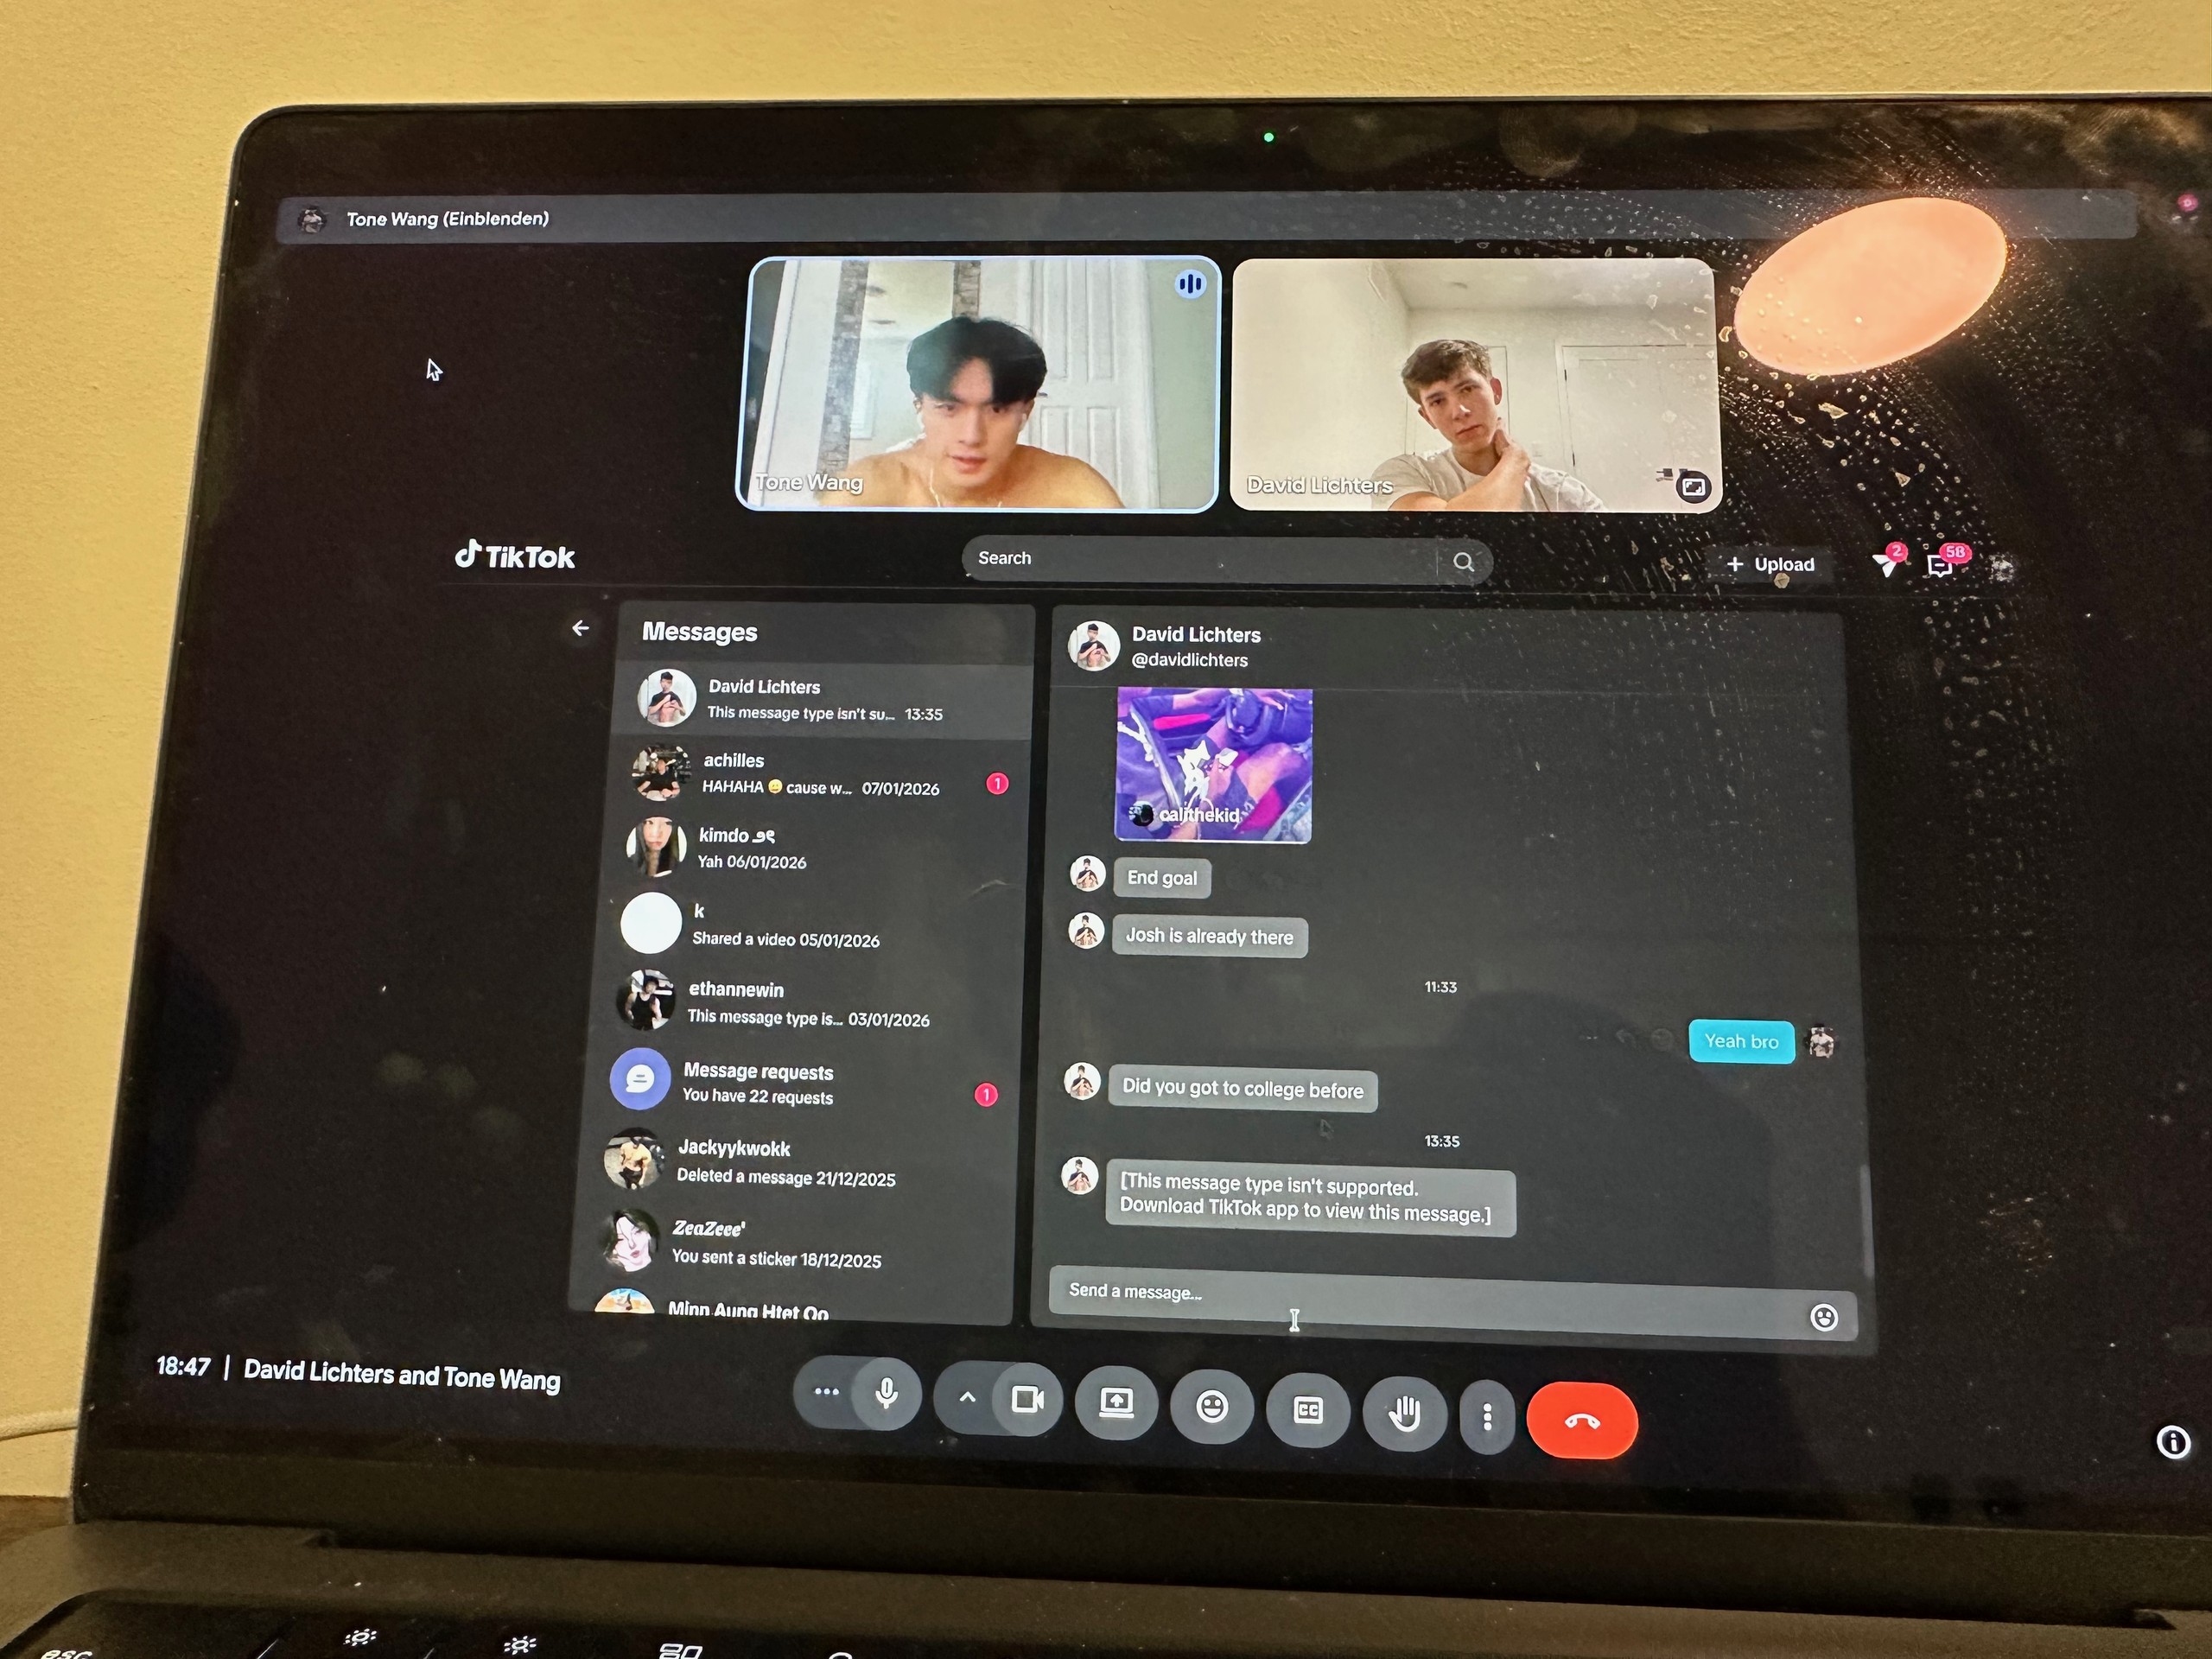 Tone Wang (Einblenden)
Tone Wang
David Lichters
TikTok
Search
+ Upload
2
58
Messages
David Lichters
This message type isn't su... 13:35
achilles
HAHAHA 😄 cause w... 07/01/2026
1
kimdo
Yah 06/01/2026
k
Shared a video 05/01/2026
ethannewin
This message type is... 03/01/2026
Message requests
You have 22 requests
1
Jackyykwokk
Deleted a message 21/12/2025
ZeaZeee'
You sent a sticker 18/12/2025
Minn Aung Htet Oo
David Lichters
@davidlichters
calithekid
End goal
Josh is already there
11:33
Yeah bro
Did you got to college before
13:35
[This message type isn't supported.
Download TikTok app to view this message.]
Send a message...
18:47 | David Lichters and Tone Wang
CC
esc